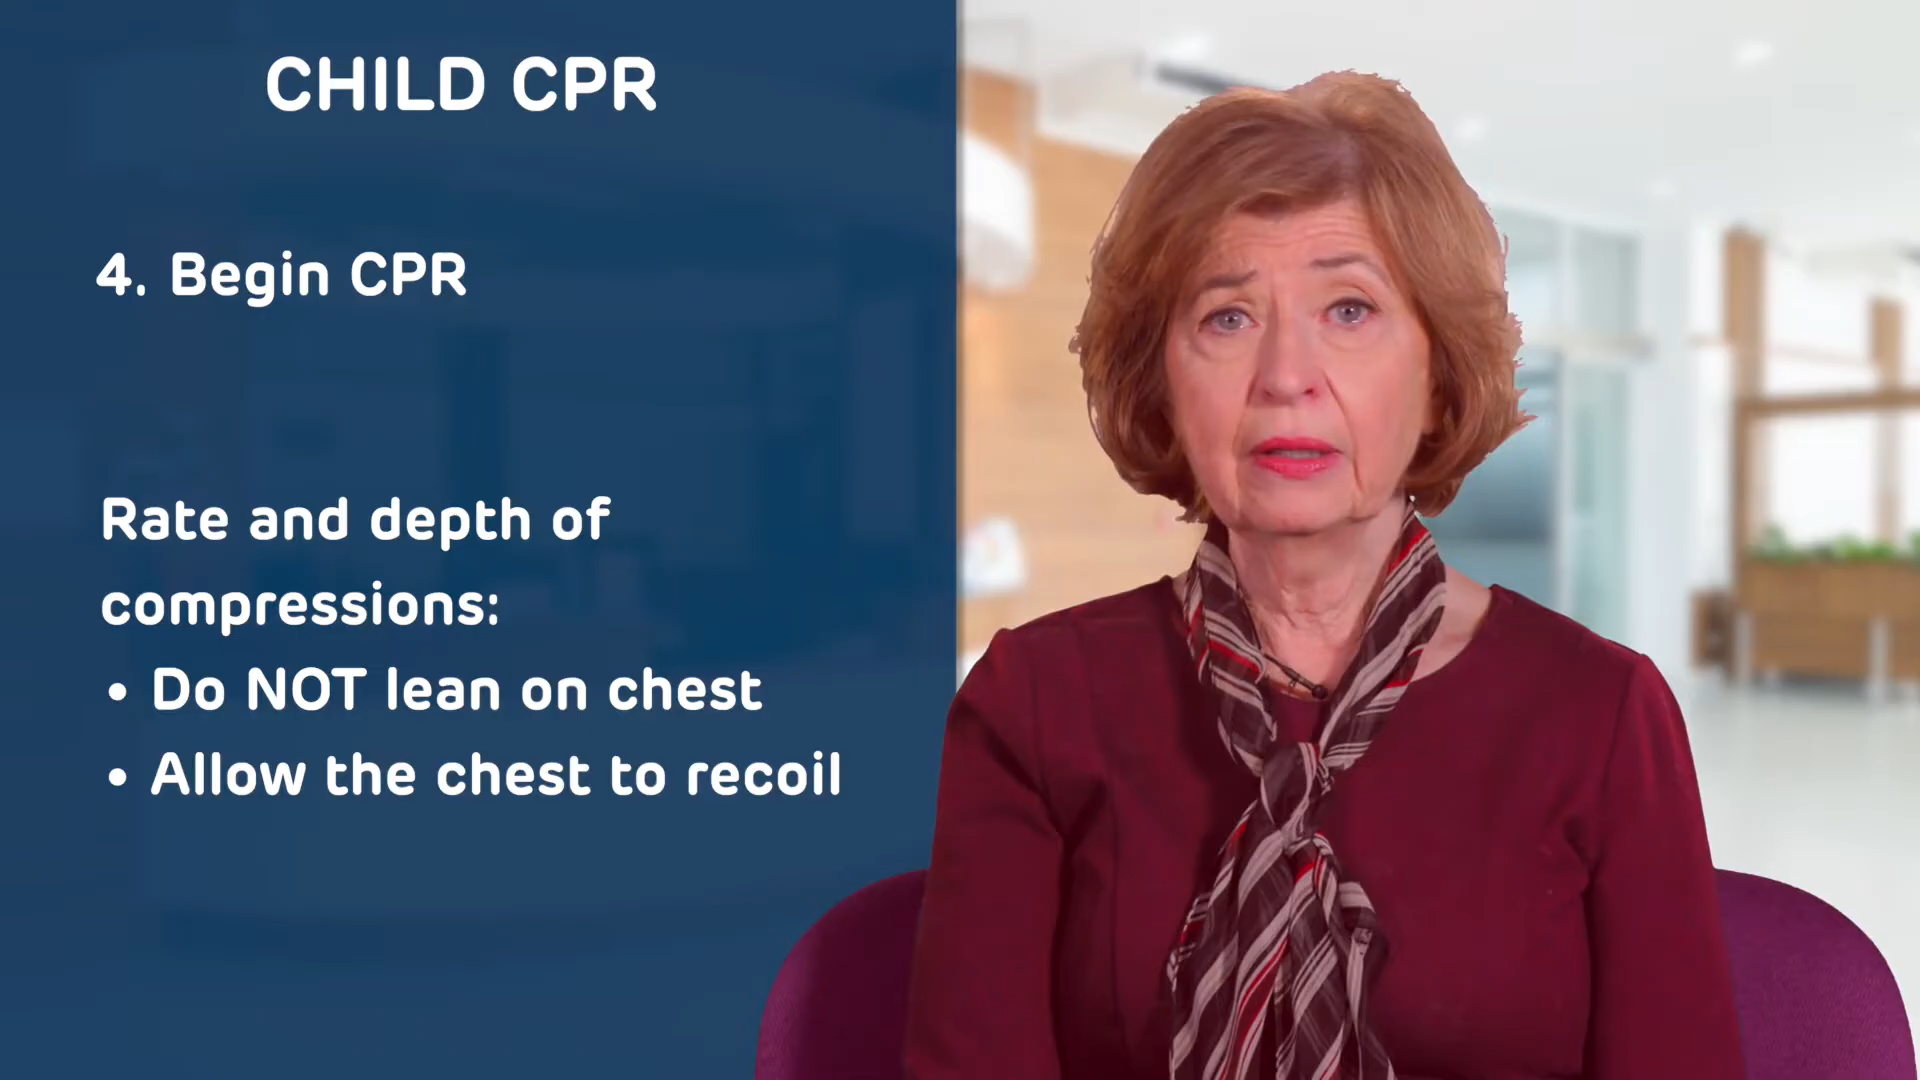 CHILD CPR
4. Begin CPR
Rate and depth of
compressions:
• Do NOT lean on chest
• Allow the chest to recoil